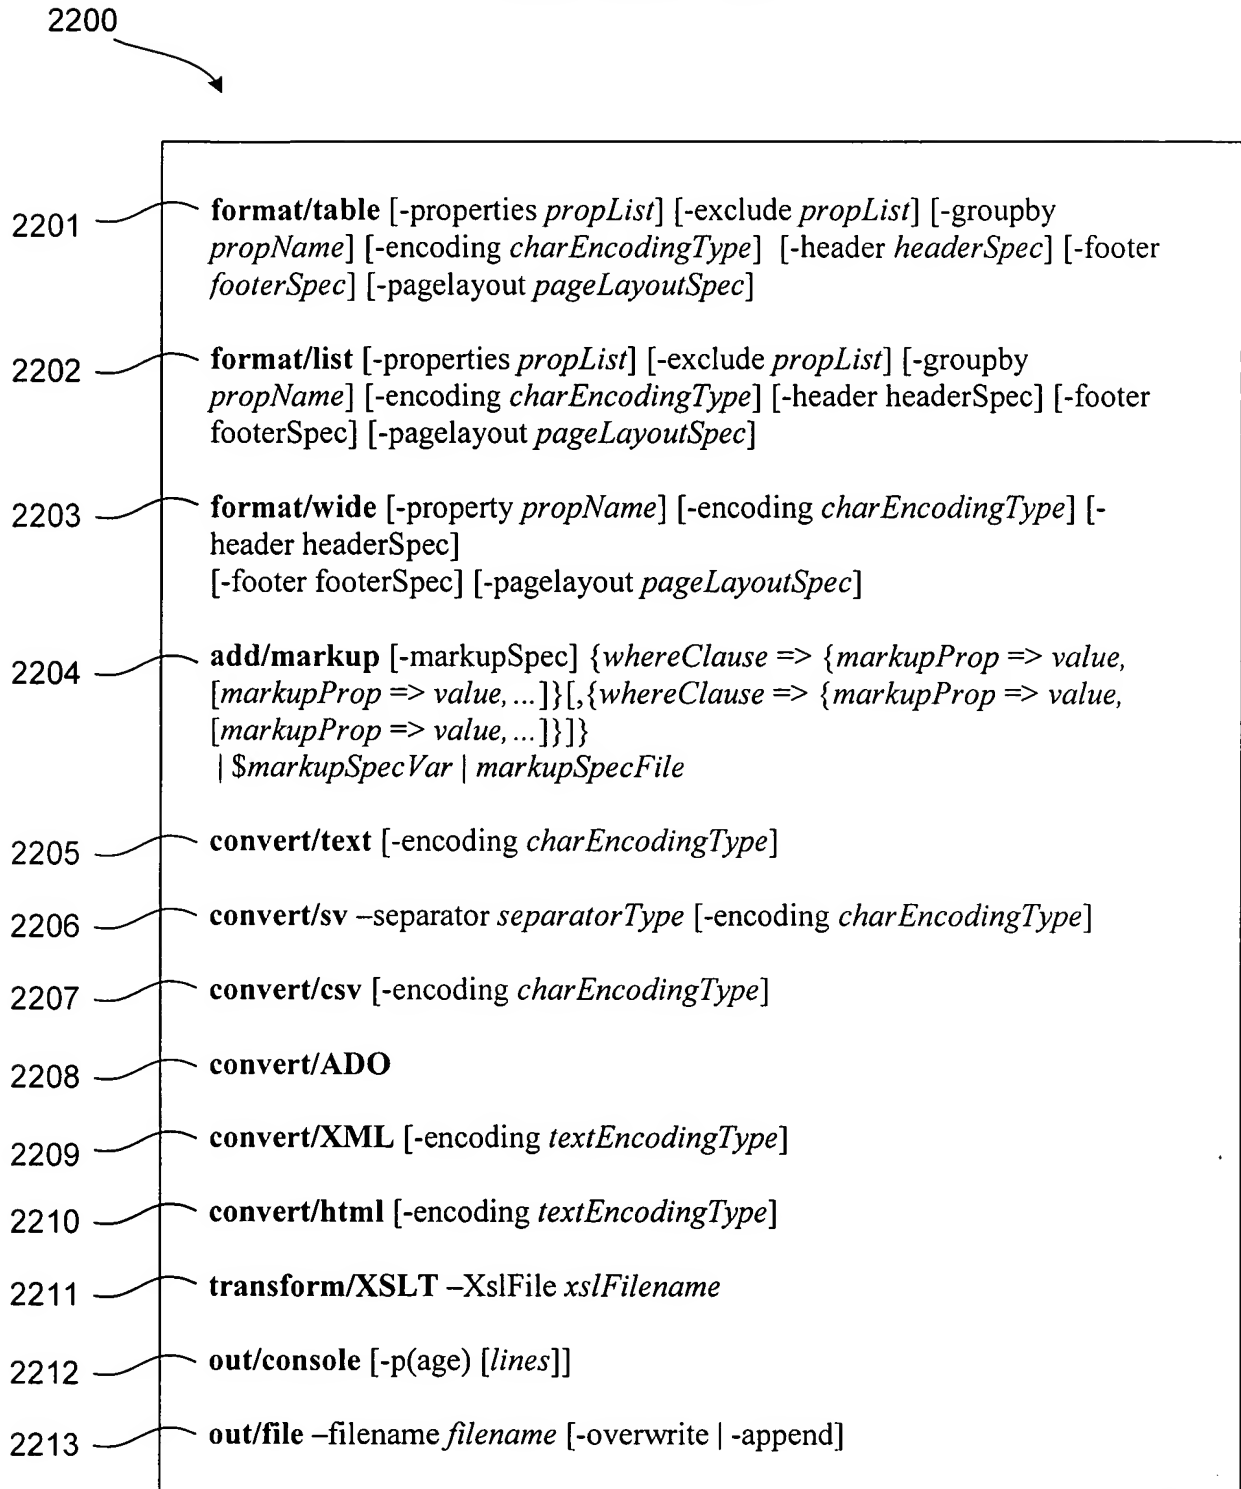 2200
2201 format/table [-properties propList] [-exclude propList] [-groupby
propName] [-encoding charEncodingType] [-header headerSpec] [-footer
footerSpec] [-pagelayout pageLayoutSpec]
2202 format/list [-properties propList] [-exclude propList] [-groupby
propName] [-encoding charEncodingType] [-header headerSpec] [-footer
footerSpec] [-pagelayout pageLayoutSpec]
2203 format/wide [-property propName] [-encoding charEncodingType] [-
header headerSpec]
[-footer footerSpec] [-pagelayout pageLayoutSpec]
2204 add/markup [-markupSpec] {whereClause => {markupProp => value,
[markupProp => value, ...]}[,{whereClause => {markupProp => value,
[markupProp => value, ...]}]}
| $markupSpecVar | markupSpecFile
2205 convert/text [-encoding charEncodingType]
2206 convert/sv –separator separatorType [-encoding charEncodingType]
2207 convert/csv [-encoding charEncodingType]
2208 convert/ADO
2209 convert/XML [-encoding textEncodingType]
2210 convert/html [-encoding textEncodingType]
2211 transform/XSLT –XslFile xslFilename
2212 out/console [-p(age) [lines]]
2213 out/file –filename filename [-overwrite | -append]